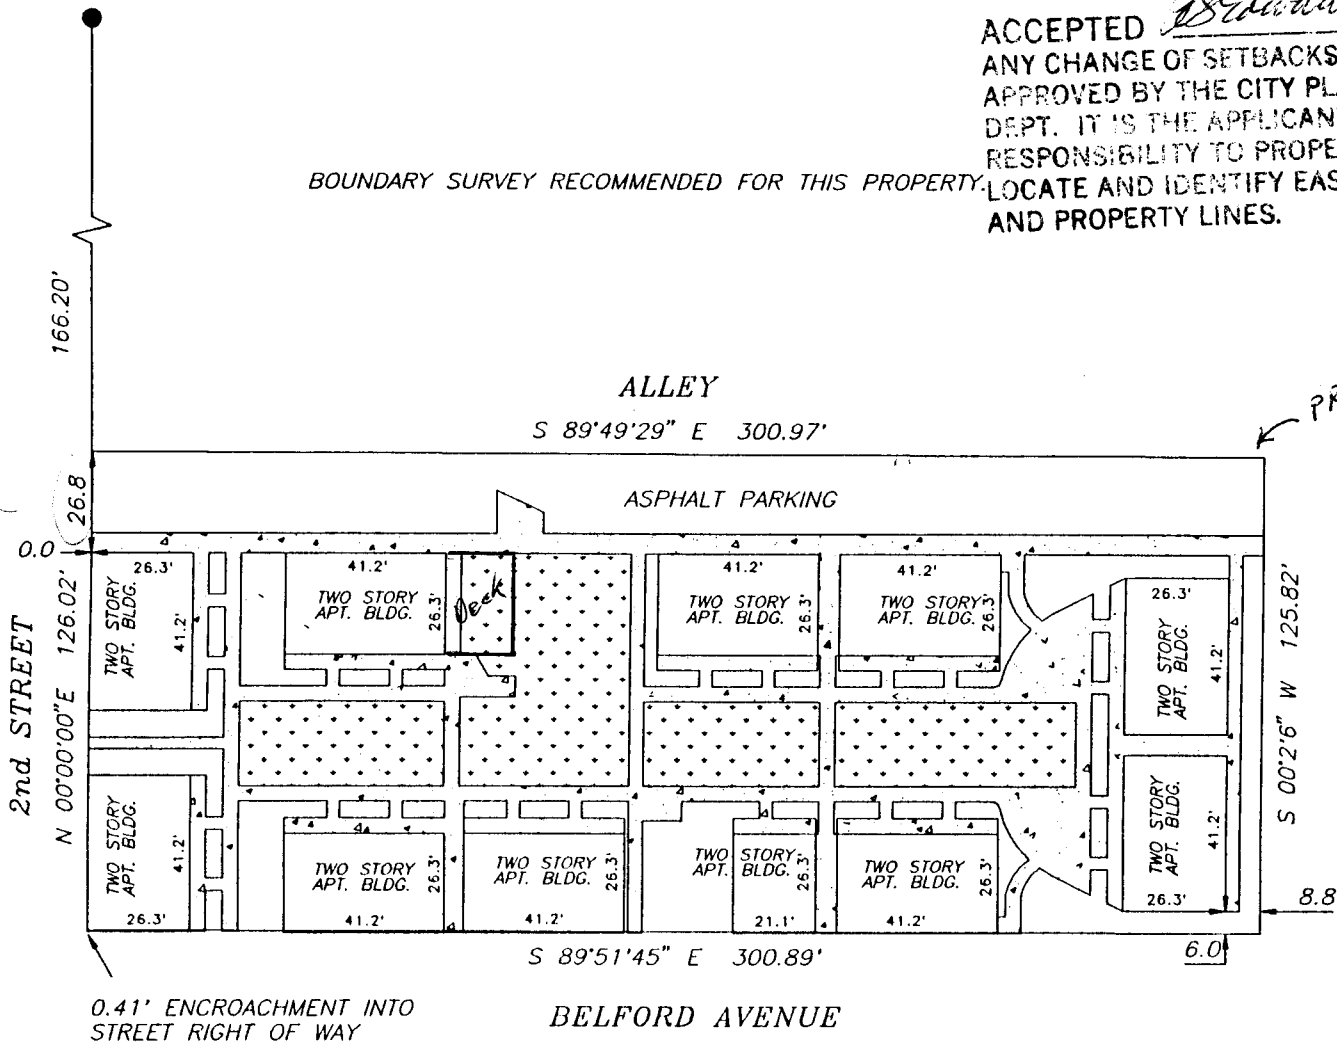 ACCEPTED
ANY CHANGE OF SETBACKS
APPROVED BY THE CITY PLA
DEPT. IT IS THE APPLICAN
RESPONSIBILITY TO PROPE
LOCATE AND IDENTIFY EAS
AND PROPERTY LINES.
BOUNDARY SURVEY RECOMMENDED FOR THIS PROPERTY.
166.20'
ALLEY
S 89°49'29" E 300.97'
PR
26.8
ASPHALT PARKING
0.0
2nd STREET
N 00°00'00"E 126.02'
26.3'
TWO STORY
APT. BLDG.
41.2'
41.2'
TWO STORY
APT. BLDG.
26.3'
Deck
41.2'
TWO STORY
APT. BLDG.
26.3'
41.2'
TWO STORY
APT. BLDG.
26.3'
26.3'
TWO STORY
APT. BLDG.
41.2'
S 00°2'6" W 125.82'
TWO STORY
APT. BLDG.
41.2'
26.3'
TWO STORY
APT. BLDG.
26.3'
41.2'
TWO STORY
APT. BLDG.
26.3'
41.2'
TWO STORY
APT. BLDG.
26.3'
21.1'
TWO STORY
APT. BLDG.
26.3'
41.2'
TWO STORY
APT. BLDG.
41.2'
26.3'
8.8
6.0
S 89°51'45" E 300.89'
0.41' ENCROACHMENT INTO
STREET RIGHT OF WAY
BELFORD AVENUE